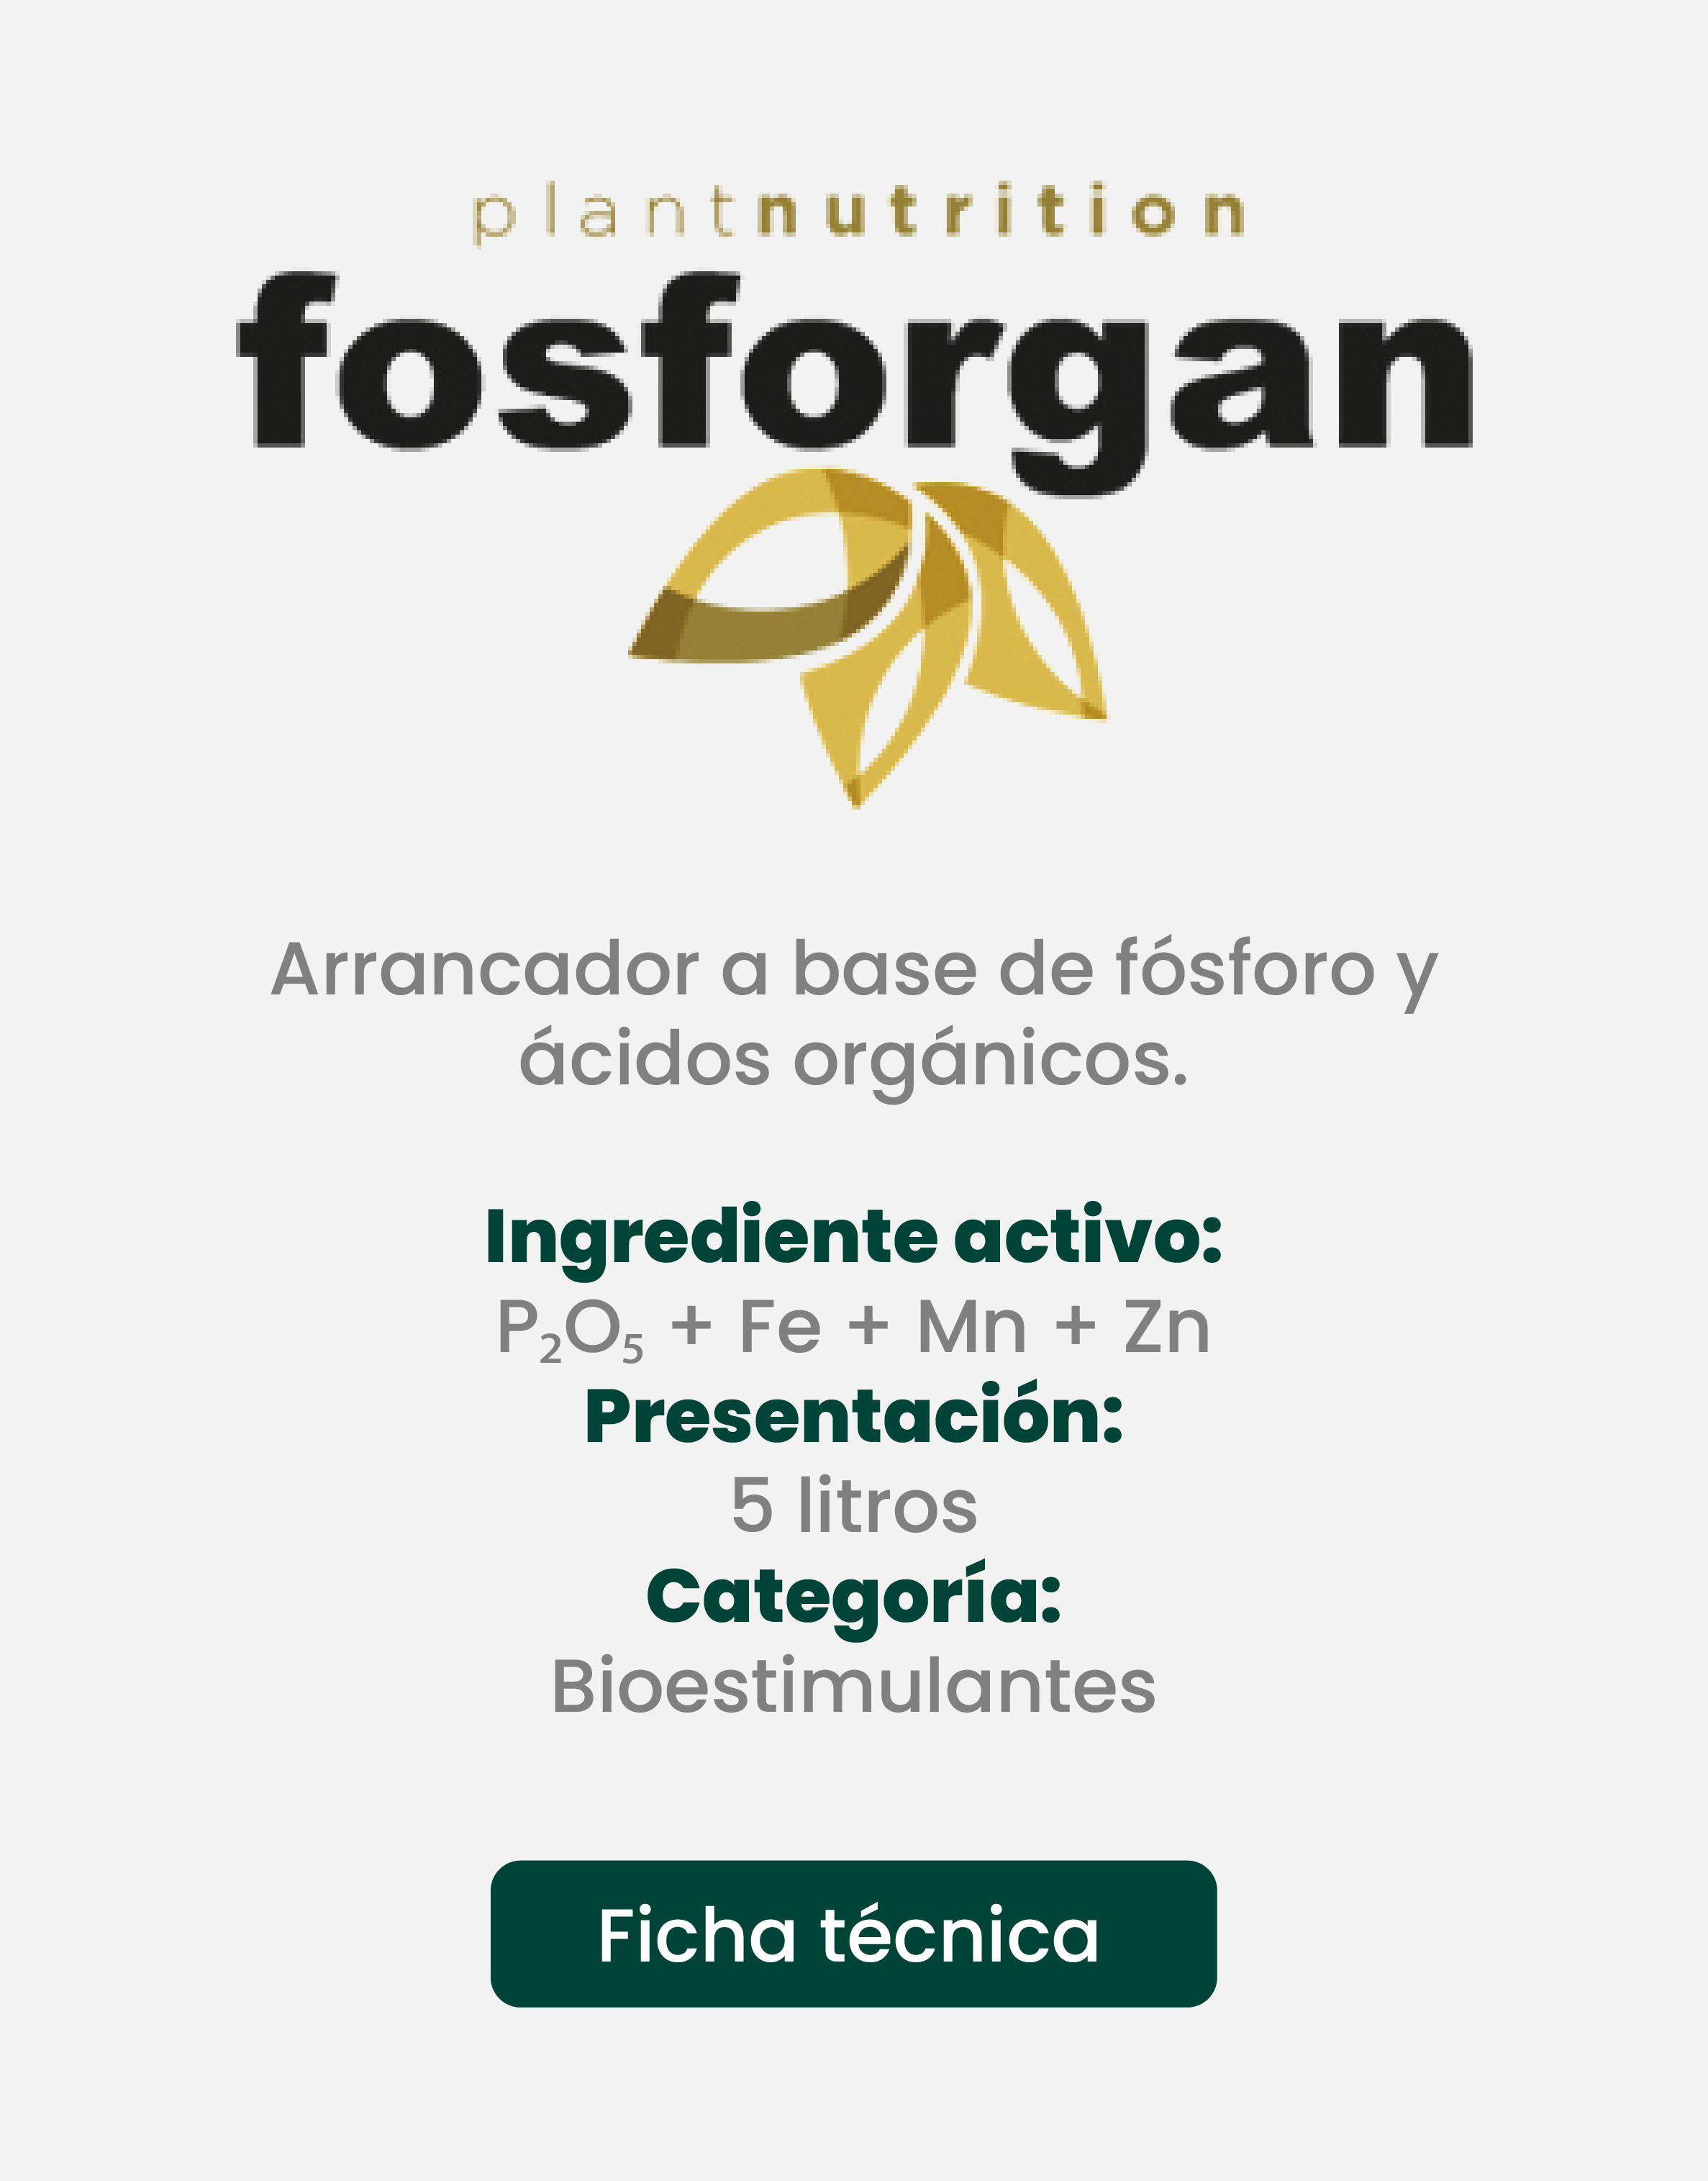 plantnutrition
fosforgan
Arrancador a base de fósforo y
ácidos orgánicos.
Ingrediente activo:
P₂O₅ + Fe + Mn + Zn
Presentación:
5 litros
Categoría:
Bioestimulantes
Ficha técnica